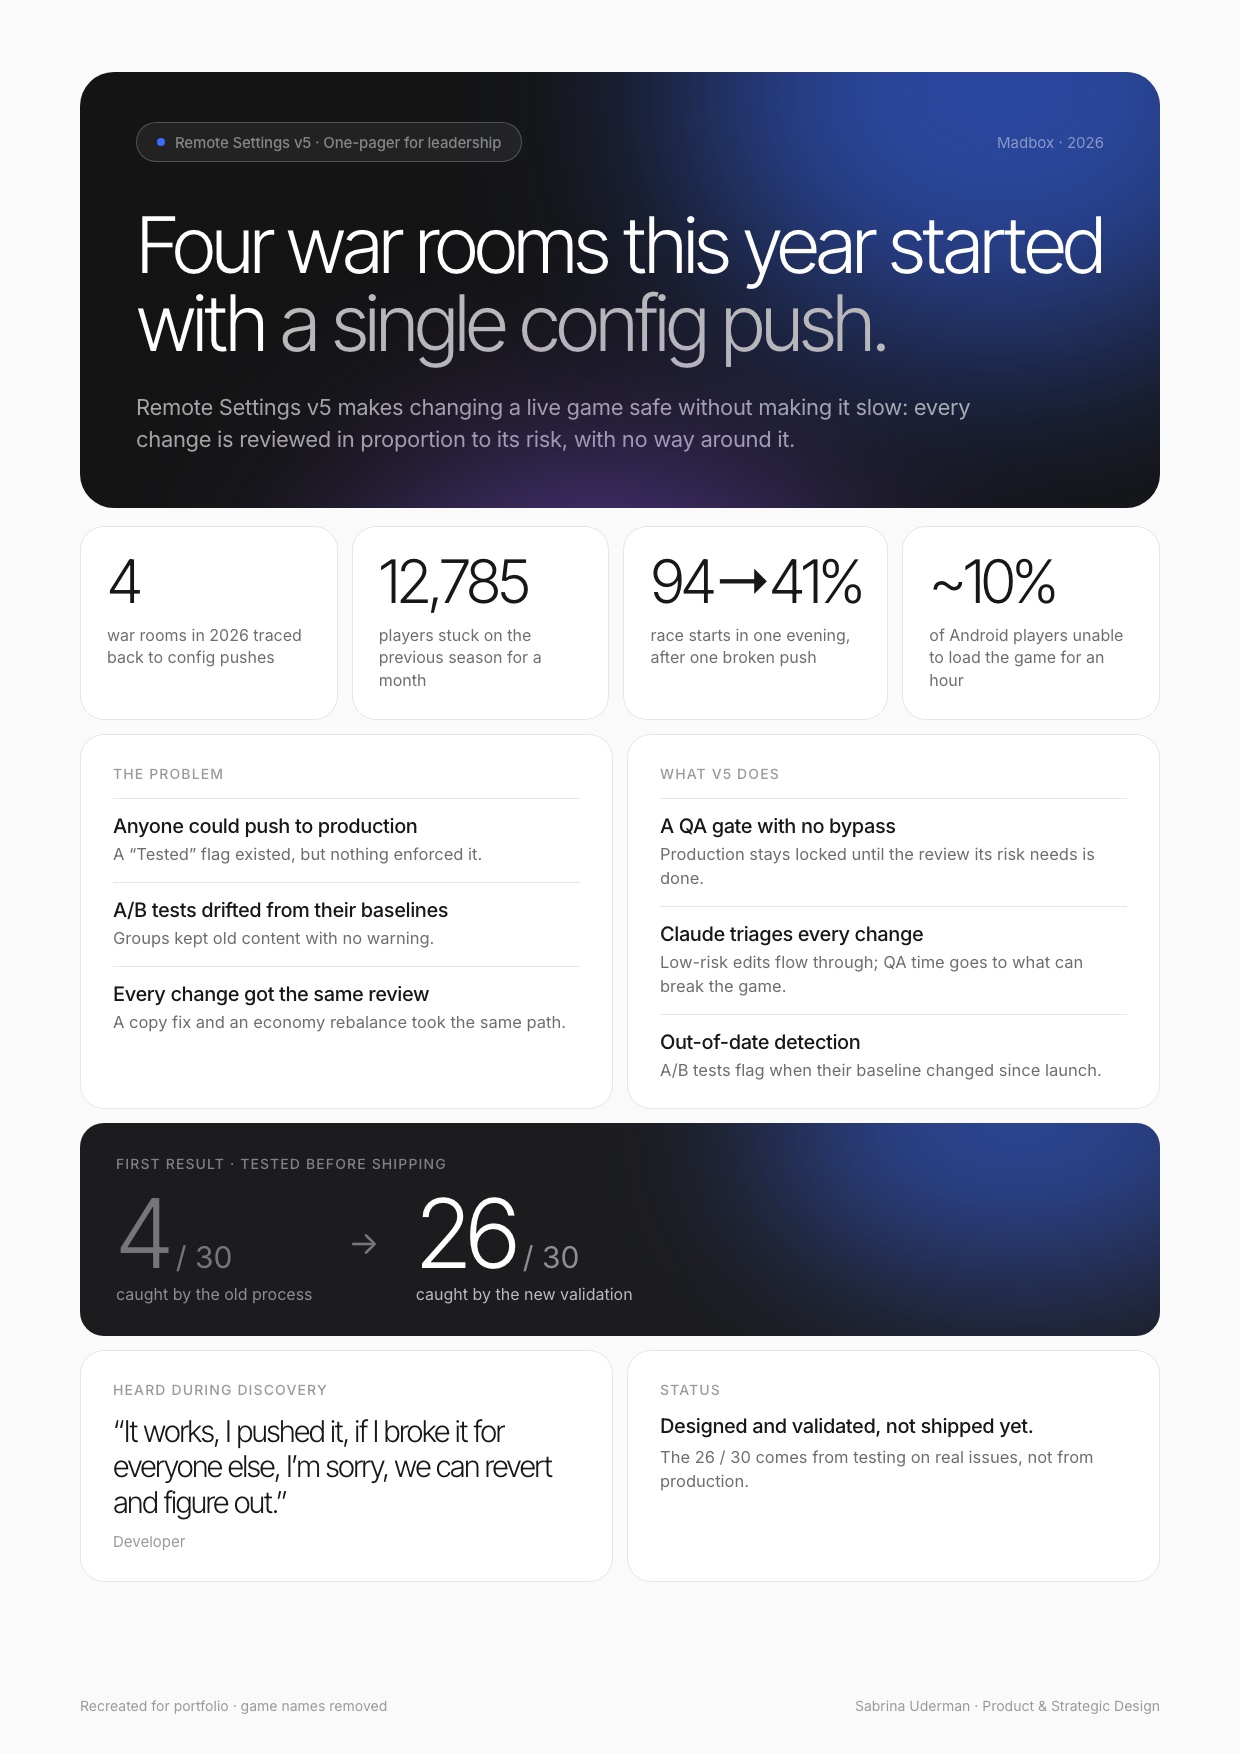 Remote Settings v5 · One-pager for leadership
Madbox · 2026
Four war rooms this year started
with a single config push.
Remote Settings v5 makes changing a live game safe without making it slow: every
change is reviewed in proportion to its risk, with no way around it.
4
war rooms in 2026 traced
back to config pushes
12,785
players stuck on the
previous season for a
month
94→41%
race starts in one evening,
after one broken push
~10%
of Android players unable
to load the game for an
hour
THE PROBLEM
Anyone could push to production
A “Tested” flag existed, but nothing enforced it.
A/B tests drifted from their baselines
Groups kept old content with no warning.
Every change got the same review
A copy fix and an economy rebalance took the same path.
WHAT V5 DOES
A QA gate with no bypass
Production stays locked until the review its risk needs is
done.
Claude triages every change
Low-risk edits flow through; QA time goes to what can
break the game.
Out-of-date detection
A/B tests flag when their baseline changed since launch.
FIRST RESULT · TESTED BEFORE SHIPPING
4 / 30
caught by the old process
→
26 / 30
caught by the new validation
HEARD DURING DISCOVERY
“It works, I pushed it, if I broke it for
everyone else, I’m sorry, we can revert
and figure out.”
Developer
STATUS
Designed and validated, not shipped yet.
The 26 / 30 comes from testing on real issues, not from
production.
Recreated for portfolio · game names removed
Sabrina Uderman · Product & Strategic Design